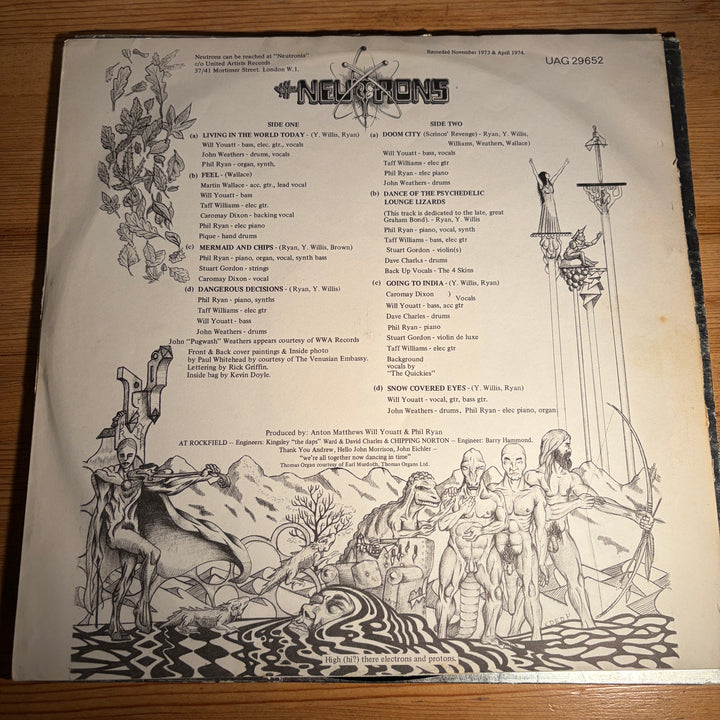 Neutrons can be reached at "Neutronia"
c/o United Artists Records
37/41 Mortimer Street. London W.1.
NEUTRONS
Recorded November 1973 & April 1974.
UAG 29652
SIDE ONE
(a) LIVING IN THE WORLD TODAY - (Y. Willis, Ryan)
Will Youatt - bass, elec. gtr., vocals
John Weathers - drums, vocals
Phil Ryan - organ, synth.
(b) FEEL - (Wallace)
Martin Wallace - acc. gtr., lead vocal
Will Youatt - bass
Taff Williams - elec gtr.
Caromay Dixon - backing vocal
Phil Ryan - elec piano
Pique - hand drums
(c) MERMAID AND CHIPS - (Ryan, Y. Willis, Brown)
Phil Ryan - piano, organ, vocal, synth bass
Stuart Gordon - strings
Caromay Dixon - vocal
(d) DANGEROUS DECISIONS - (Ryan, Y. Willis)
Phil Ryan - piano, synths
Taff Williams - elec gtr
Will Youatt - bass
John Weathers - drums
John "Pugwash" Weathers appears courtesy of WWA Records
Front & Back cover paintings & Inside photo
by Paul Whitehead by courtesy of The Venusian Embassy.
Lettering by Rick Griffin.
Inside bag by Kevin Doyle.
SIDE TWO
(a) DOOM CITY (Scrinos' Revenge) - Ryan, Y. Willis,
Williams, Weathers, Wallace)
Will Youatt - bass, vocals
Taff Williams - elec gtr
Phil Ryan - elec piano
John Weathers - drums
(b) DANCE OF THE PSYCHEDELIC
LOUNGE LIZARDS
(This track is dedicated to the late, great
Graham Bond). - Ryan, Y. Willis
Phil Ryan - piano, vocal, synth
Taff Williams - bass, elec gtr
Stuart Gordon - violin(s)
Dave Charles - drums
Back Up Vocals - The 4 Skins
(c) GOING TO INDIA - (Y. Willis, Ryan)
Caromay Dixon } Vocals
Will Youatt - bass, acc gtr
Dave Charles - drums
Phil Ryan - piano
Stuart Gordon - violin de luxe
Taff Williams - elec gtr
Background
vocals by
"The Quickies"
(d) SNOW COVERED EYES - (Y. Willis, Ryan)
Will Youatt - vocal, gtr, bass gtr.
John Weathers - drums, Phil Ryan - elec piano, organ
Produced by: Anton Matthews Will Youatt & Phil Ryan
AT ROCKFIELD – Engineers: Kingsley "the daps" Ward & David Charles & CHIPPING NORTON – Engineer: Barry Hammond.
Thank You Andrew, Hello John Morrison, John Eichler –
"we're all together now dancing in time"
Thomas Organ courtesy of Earl Murdoth, Thomas Organs Ltd.
High (hi?) there electrons and protons.